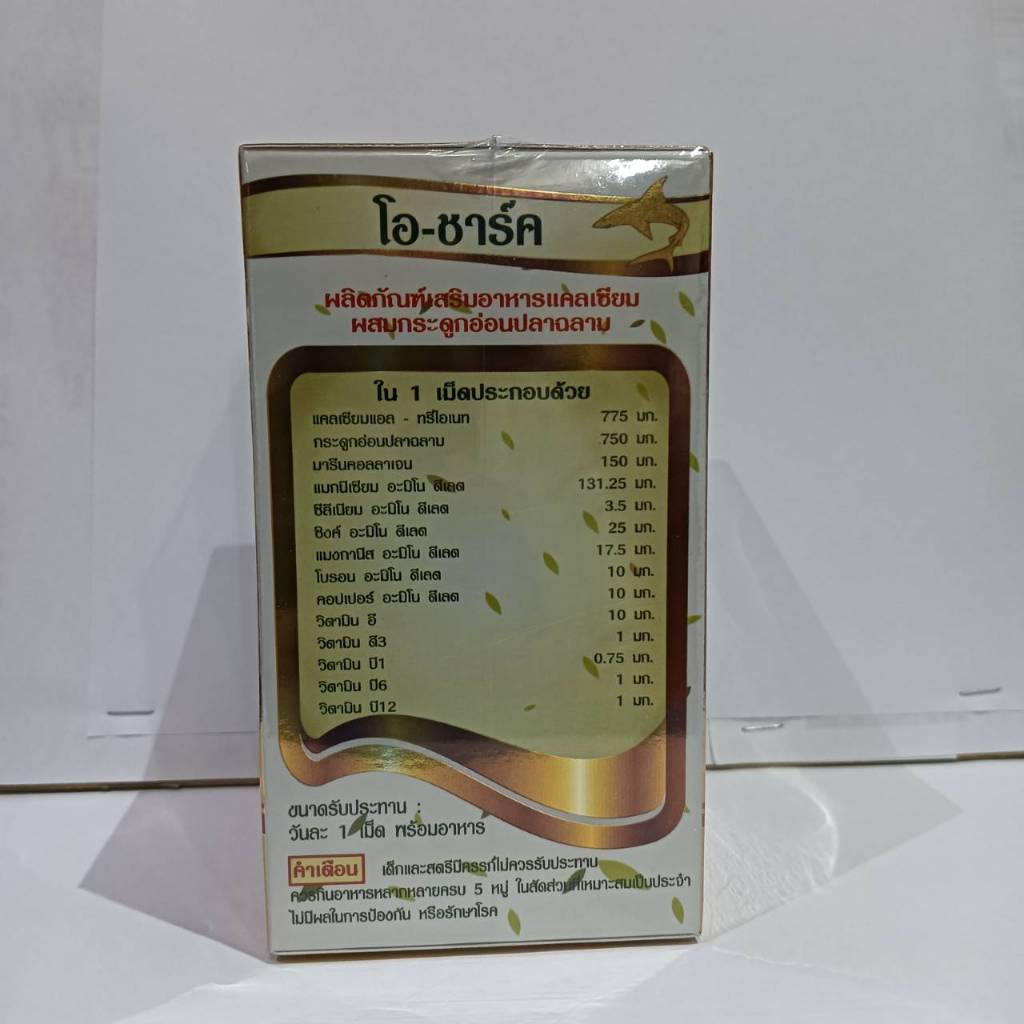 โอ-ชาร์ค
ผลิตภัณฑ์เสริมอาหารแคลเซียม
ผสมกระดูกอ่อนปลาฉลาม
ใน 1 เม็ดประกอบด้วย
แคลเซียมแอล - ทรีโอเนท 775 มก.
กระดูกอ่อนปลาฉลาม 750 มก.
มารีนคอลลาเจน 150 มก.
แมกนีเซียม อะมิโน คีเลต 131.25 มก.
ซีลีเนียม อะมิโน คีเลต 3.5 มก.
ซิงค์ อะมิโน คีเลต 25 มก.
แมงกานีส อะมิโน คีเลต 17.5 มก.
โบรอน อะมิโน คีเลต 10 มก.
คอปเปอร์ อะมิโน คีเลต 10 มก.
วิตามิน อี 10 มก.
วิตามิน ดี3 1 มก.
วิตามิน บี1 0.75 มก.
วิตามิน บี6 1 มก.
วิตามิน บี12 1 มก.
ขนาดรับประทาน :
วันละ 1 เม็ด พร้อมอาหาร
คำเตือน เด็กและสตรีมีครรภ์ไม่ควรรับประทาน
ควรกินอาหารหลากหลายครบ 5 หมู่ ในสัดส่วนที่เหมาะสมเป็นประจำ
ไม่มีผลในการป้องกัน หรือรักษาโรค